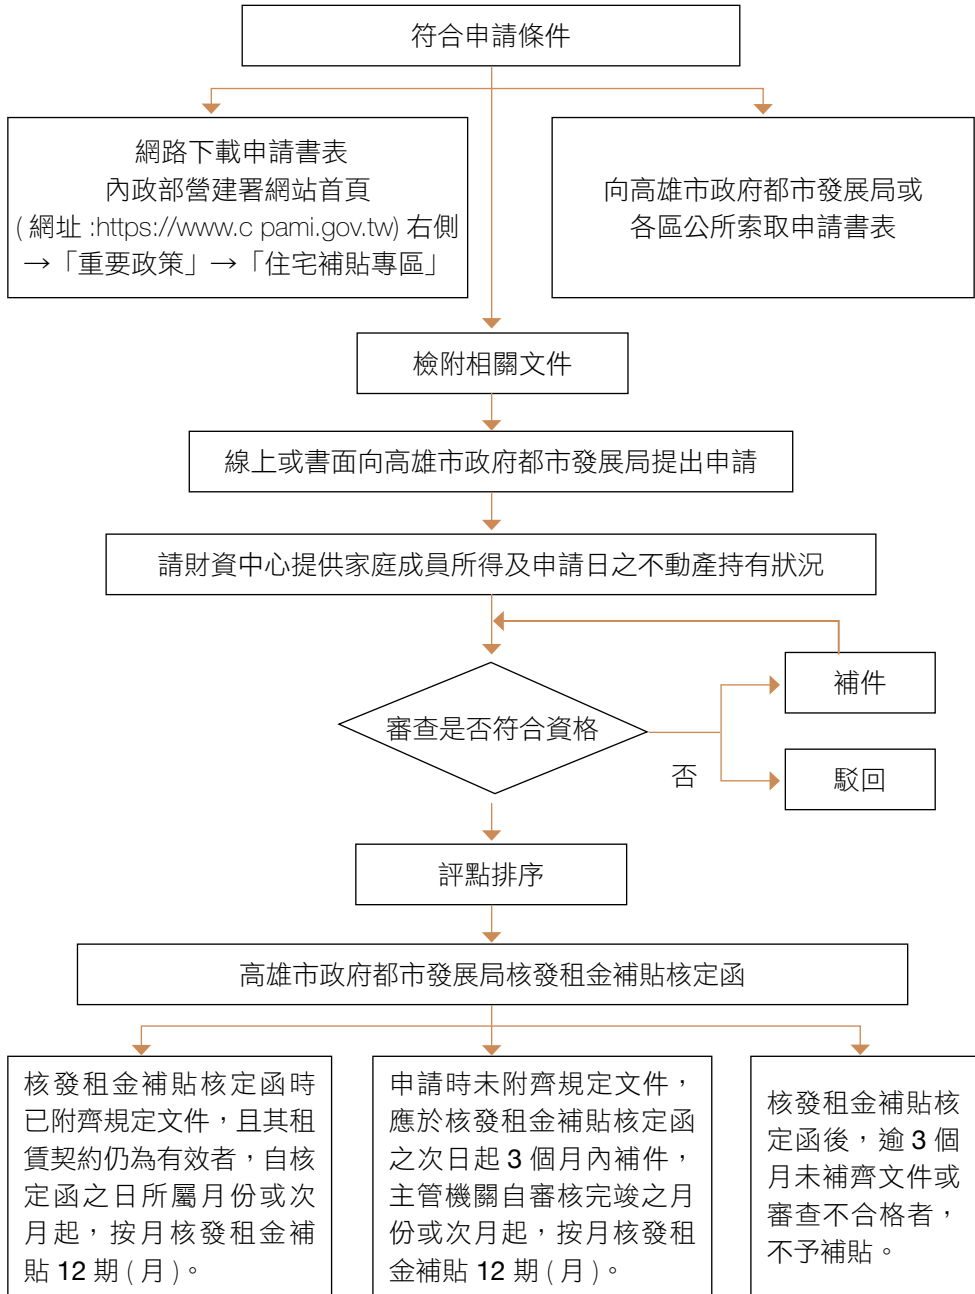 符合申請條件
網路下載申請書表
內政部營建署網站首頁
( 網址 :https://www.c pami.gov.tw) 右側
→「重要政策」→「住宅補貼專區」
向高雄市政府都市發展局或
各區公所索取申請書表
檢附相關文件
線上或書面向高雄市政府都市發展局提出申請
請財資中心提供家庭成員所得及申請日之不動產持有狀況
審查是否符合資格
補件
否
駁回
評點排序
高雄市政府都市發展局核發租金補貼核定函
核發租金補貼核定函時
已附齊規定文件，且其租
賃契約仍為有效者，自核
定函之日所屬月份或次
月起，按月核發租金補
貼 12 期 ( 月 )。
申請時未附齊規定文件，
應於核發租金補貼核定函
之次日起 3 個月內補件，
主管機關自審核完竣之月
份或次月起，按月核發租
金補貼 12 期 ( 月 )。
核發租金補貼核
定函後，逾 3 個
月未補齊文件或
審查不合格者，
不予補貼。